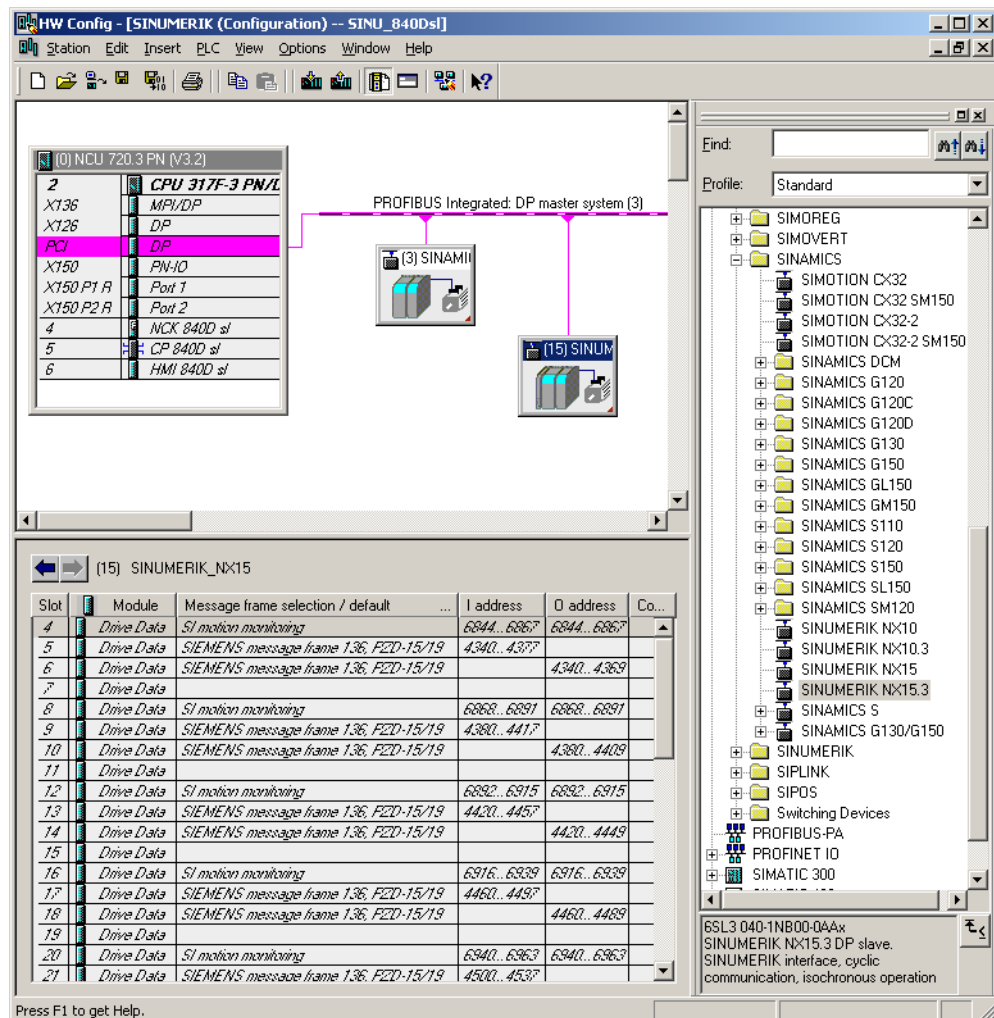 HW Config - [SINUMERIK (Configuration) -- SINU_840Dsl]
Station Edit Insert PLC View Options Window Help
(0) NCU 720.3 PN (V3.2)
2 CPU 317F-3 PN/D
X136 MPI/DP
X126 DP
PCI DP
X150 PN-IO
X150 P1 R Port 1
X150 P2 R Port 2
4 NCK 840D sl
5 CP 840D sl
6 HMI 840D sl
PROFIBUS Integrated: DP master system (3)
(3) SINAMI
(15) SINUM
(15) SINUMERIK_NX15
Slot Module Message frame selection / default ... I address O address Co...
4 Drive Data SI motion monitoring 6844...6867 6844...6867
5 Drive Data SIEMENS message frame 136, PZD-15/19 4340...4377
6 Drive Data SIEMENS message frame 136, PZD-15/19 4340...4369
7 Drive Data
8 Drive Data SI motion monitoring 6868...6891 6868...6891
9 Drive Data SIEMENS message frame 136, PZD-15/19 4380...4417
10 Drive Data SIEMENS message frame 136, PZD-15/19 4380...4409
11 Drive Data
12 Drive Data SI motion monitoring 6892...6915 6892...6915
13 Drive Data SIEMENS message frame 136, PZD-15/19 4420...4457
14 Drive Data SIEMENS message frame 136, PZD-15/19 4420...4449
15 Drive Data
16 Drive Data SI motion monitoring 6916...6939 6916...6939
17 Drive Data SIEMENS message frame 136, PZD-15/19 4460...4497
18 Drive Data SIEMENS message frame 136, PZD-15/19 4460...4489
19 Drive Data
20 Drive Data SI motion monitoring 6940...6963 6940...6963
21 Drive Data SIEMENS message frame 136, PZD-15/19 4500...4537
Find:
Profile: Standard
SIMOREG
SIMOVERT
SINAMICS
SIMOTION CX32
SIMOTION CX32 SM150
SIMOTION CX32-2
SIMOTION CX32-2 SM150
SINAMICS DCM
SINAMICS G120
SINAMICS G120C
SINAMICS G120D
SINAMICS G130
SINAMICS G150
SINAMICS GL150
SINAMICS GM150
SINAMICS S110
SINAMICS S120
SINAMICS S150
SINAMICS SL150
SINAMICS SM120
SINUMERIK NX10
SINUMERIK NX10.3
SINUMERIK NX15
SINUMERIK NX15.3
SINAMICS S
SINAMICS G130/G150
SINUMERIK
SIPLINK
SIPOS
Switching Devices
PROFIBUS-PA
PROFINET IO
SIMATIC 300
6SL3 040-1NB00-0AAx
SINUMERIK NX15.3 DP slave.
SINUMERIK interface, cyclic
communication, isochronous operation
Press F1 to get Help.